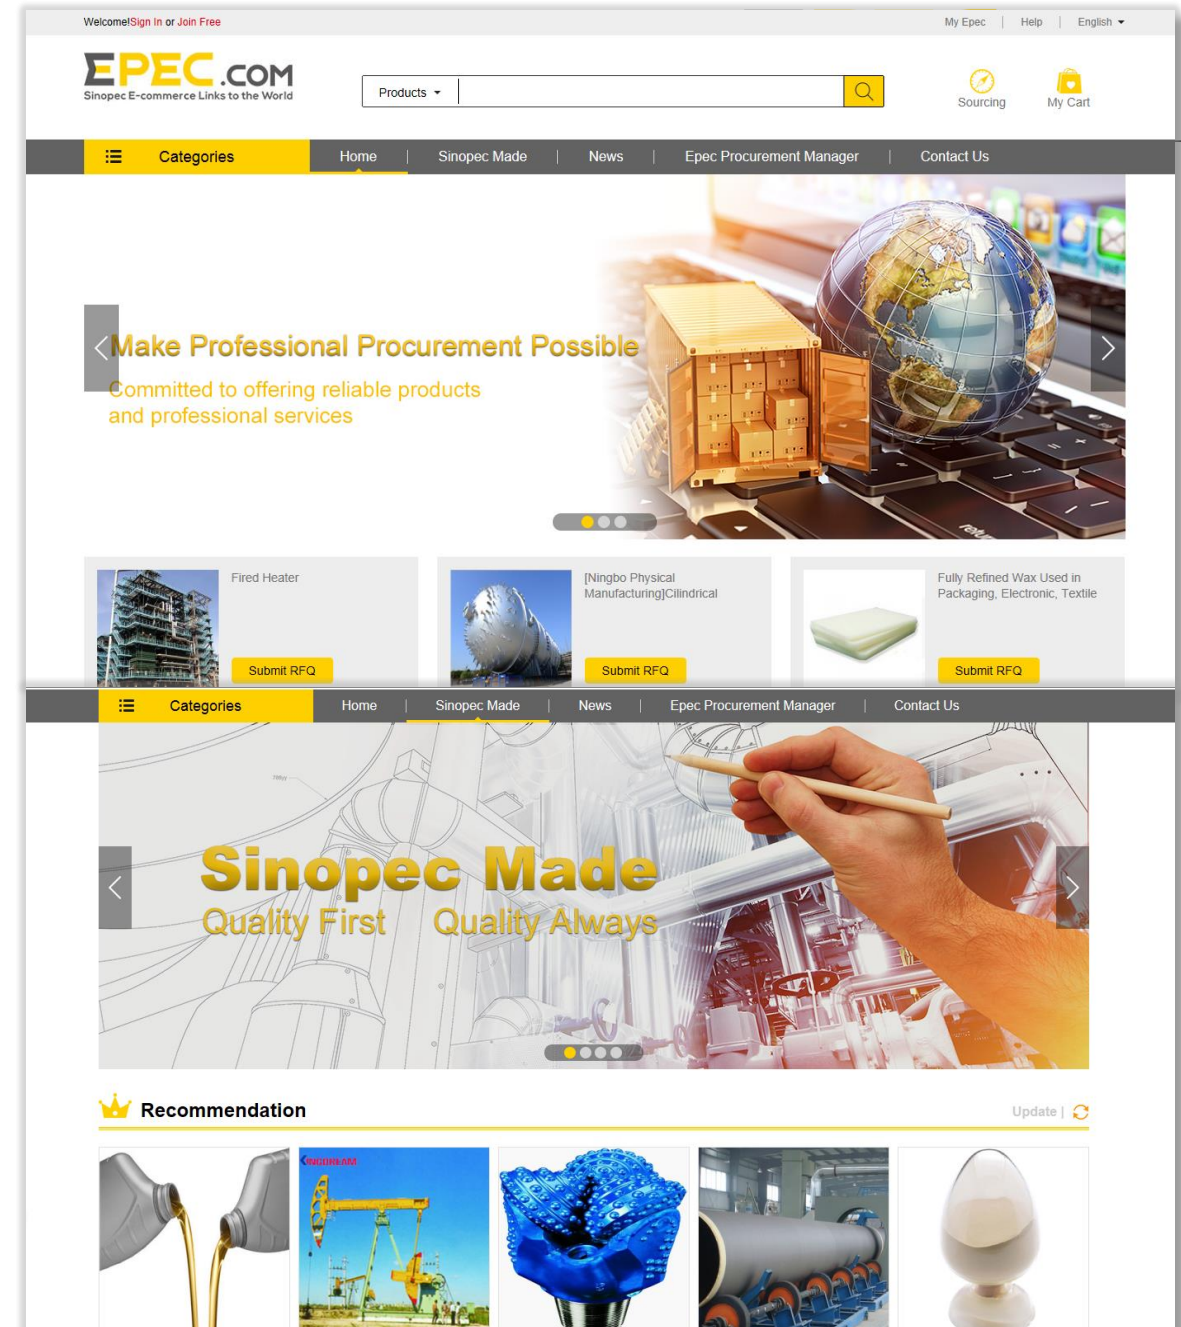 Welcome!Sign In or Join Free
My Epec | Help | English
EPEC.COM
Sinopec E-commerce Links to the World
Products
Sourcing
My Cart
Categories
Home | Sinopec Made | News | Epec Procurement Manager | Contact Us
Make Professional Procurement Possible
Committed to offering reliable products
and professional services
return
Fired Heater
Submit RFQ
[Ningbo Physical
Manufacturing]Cilindrical
Submit RFQ
Fully Refined Wax Used in
Packaging, Electronic, Textile
Submit RFQ
Categories
Home | Sinopec Made | News | Epec Procurement Manager | Contact Us
new
Sinopec Made
Quality First Quality Always
Recommendation
Update |
KINGDREAM